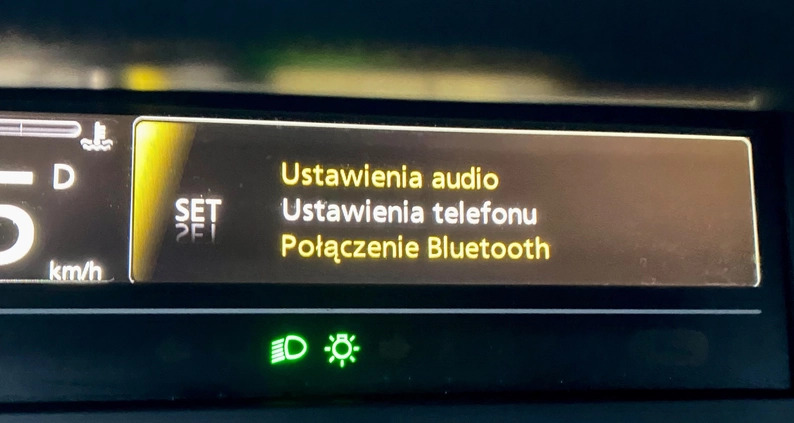 D
km/h
SET
Ustawienia audio
Ustawienia telefonu
Połączenie Bluetooth